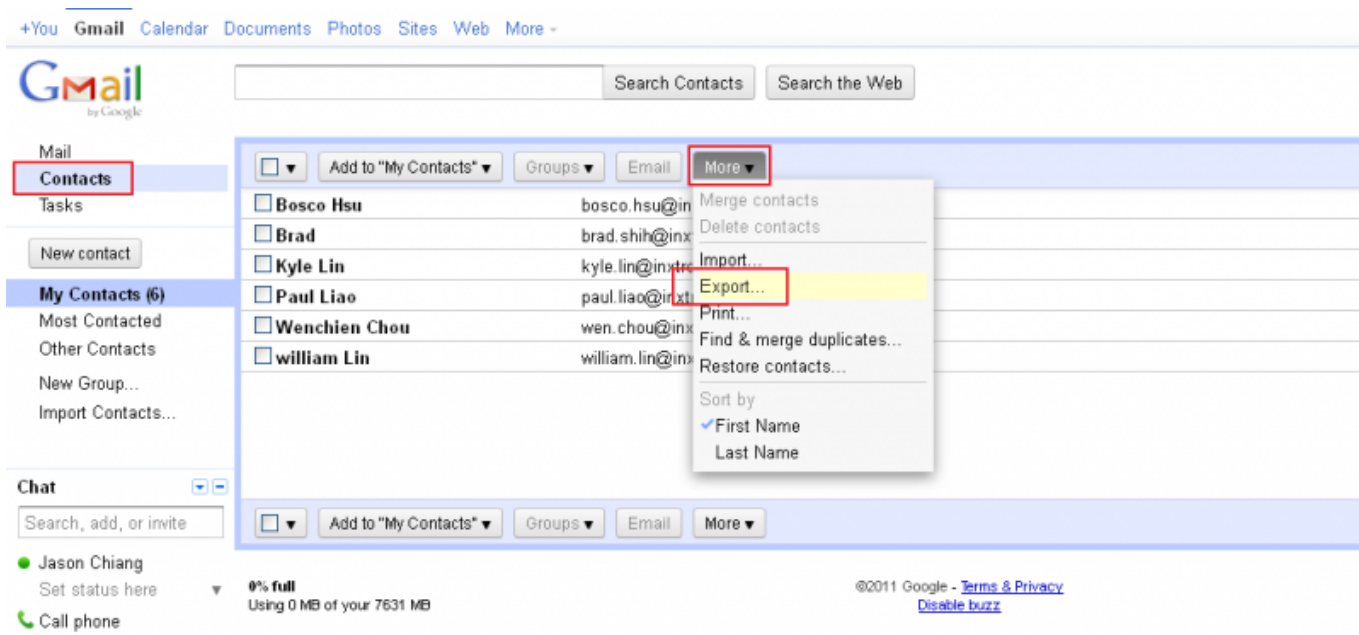 +You Gmail Calendar Documents Photos Sites Web More
Gmail
by Google
Search Contacts Search the Web
Mail
Contacts
Tasks
New contact
My Contacts (6)
Most Contacted
Other Contacts
New Group...
Import Contacts...
Add to "My Contacts" Groups Email More
Bosco Hsu bosco.hsu@in
Brad brad.shih@inx
Kyle Lin kyle.lin@inxtro
Paul Liao paul.liao@inxtr
Wenchien Chou wen.chou@inx
william Lin william.lin@inx
Merge contacts
Delete contacts
Import...
Export...
Print...
Find & merge duplicates...
Restore contacts...
Sort by
First Name
Last Name
Chat
Search, add, or invite
Jason Chiang
Set status here
Call phone
Add to "My Contacts" Groups Email More
0% full
Using 0 MB of your 7631 MB
©2011 Google - Terms & Privacy
Disable buzz